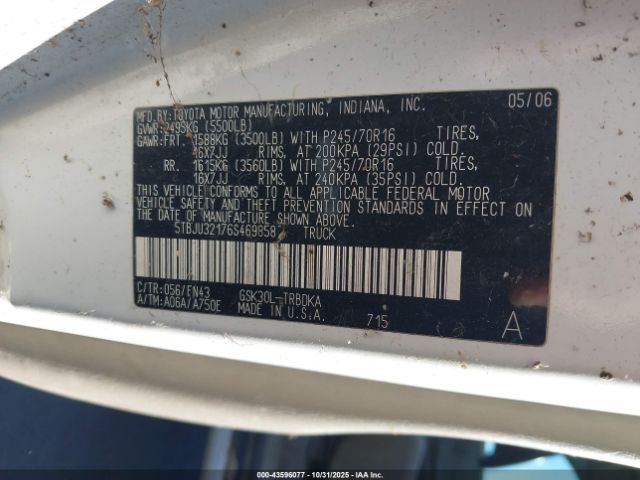 MFD.BY:TOYOTA MOTOR MANUFACTURING, INDIANA, INC. 05/06
GVWR:2495KG (5500LB)
GAWR:FRT. 1588KG (3500LB) WITH P245/70R16 TIRES,
16X7JJ RIMS, AT 200KPA (29PSI) COLD.
RR. 1615KG (3560LB) WITH P245/70R16 TIRES,
16X7JJ RIMS, AT 240KPA (35PSI) COLD.
THIS VEHICLE CONFORMS TO ALL APPLICABLE FEDERAL MOTOR
VEHICLE SAFETY AND THEFT PREVENTION STANDARDS IN EFFECT
ON THE DATE OF MANUFACTURE SHOWN ABOVE.
5TBJU32176S469858 TRUCK
C/TR:056/EN43 GSK30L-TRBDKA
A/TM:A06A/A750E MADE IN U.S.A. 715 A
IAA
©43596077 - 10/31/2025 - IAAI.com